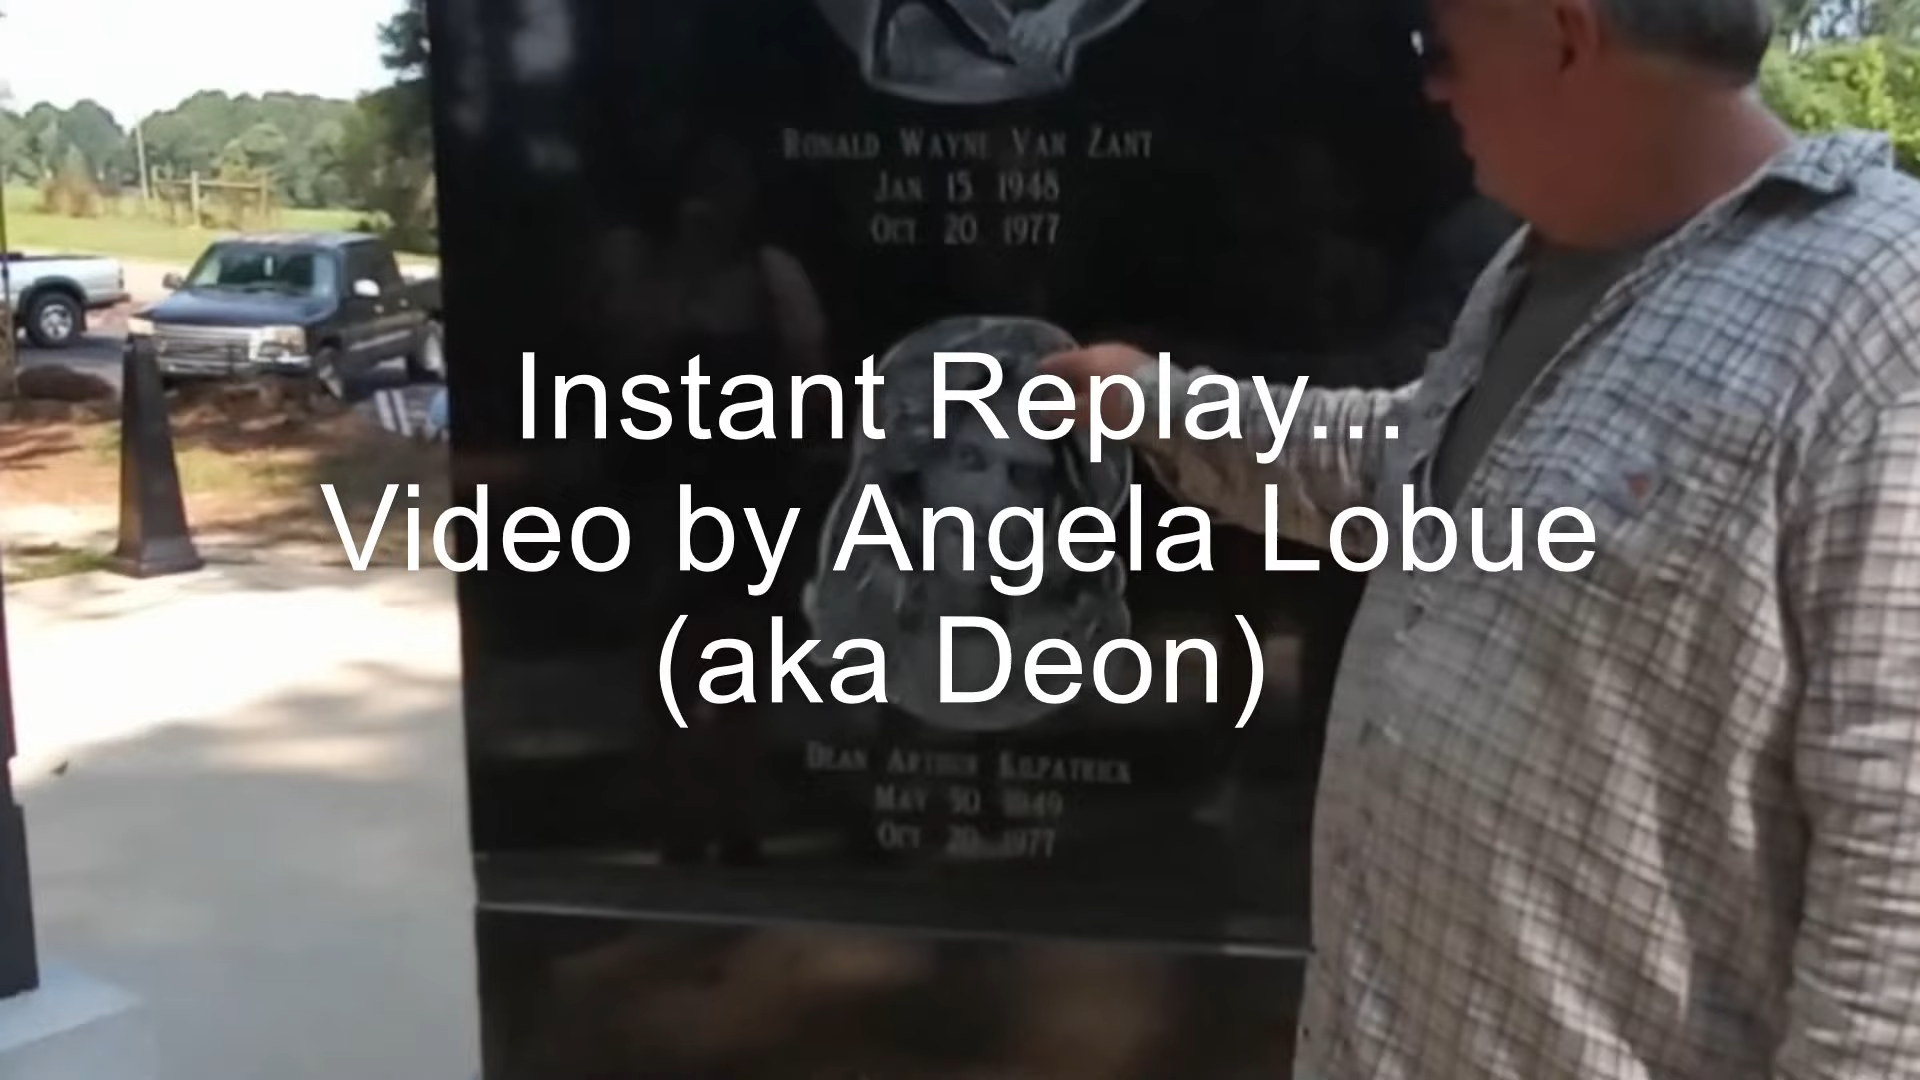 Ronald Wayne Van Zant
Jan 15 1948
Oct 20 1977
Instant Replay...
Video by Angela Lobue
(aka Deon)
Dean Arthur Kilpatrick
May 30 1949
Oct 20 1977